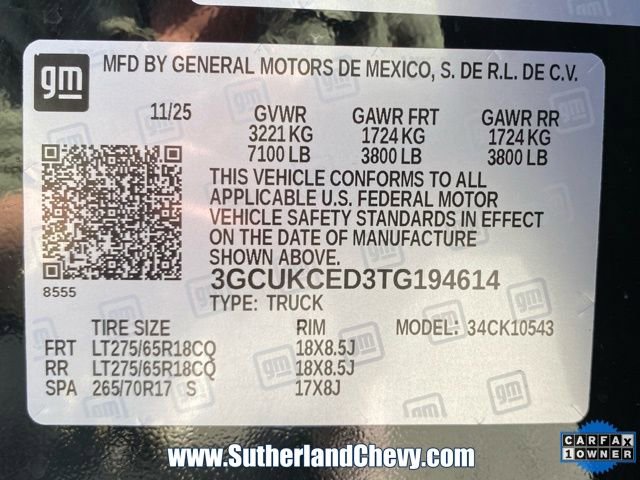 gm
MFD BY GENERAL MOTORS DE MEXICO, S. DE R.L. DE C.V.
11/25 GVWR GAWR FRT GAWR RR
3221 KG 1724 KG 1724 KG
7100 LB 3800 LB 3800 LB
THIS VEHICLE CONFORMS TO ALL
APPLICABLE U.S. FEDERAL MOTOR
VEHICLE SAFETY STANDARDS IN EFFECT
ON THE DATE OF MANUFACTURE
SHOWN ABOVE.
8555
3GCUKCED3TG194614
TYPE: TRUCK
TIRE SIZE RIM MODEL: 34CK10543
FRT LT275/65R18CQ 18X8.5J
RR LT275/65R18CQ 18X8.5J
SPA 265/70R17 S 17X8J
www.SutherlandChevy.com
CARFAX
1 OWNER